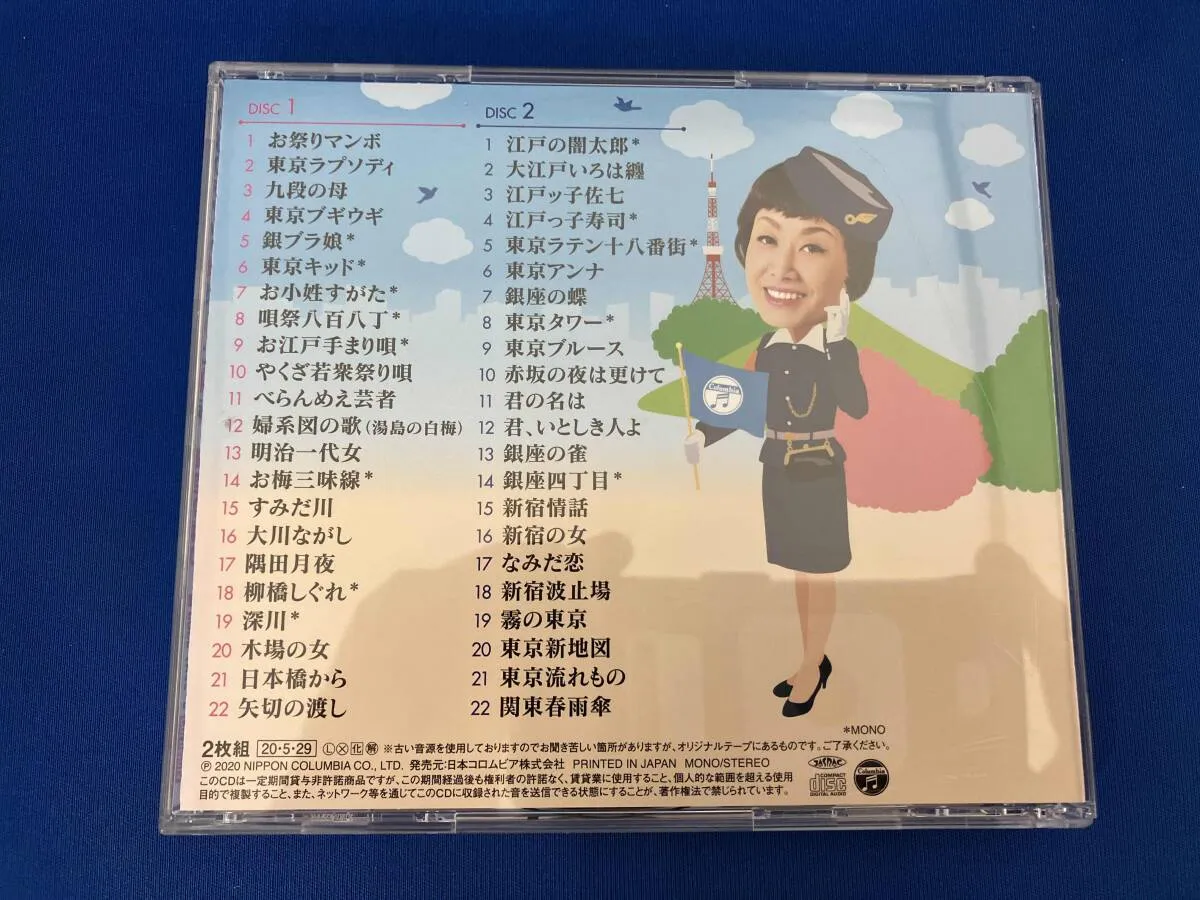 DISC 1
1 お祭りマンボ
2 東京ラプソディ
3 九段の母
4 東京ブギウギ
5 銀ブラ娘*
6 東京キッド*
7 お小姓すがた*
8 唄祭八百八丁*
9 お江戸手まり唄*
10 やくざ若衆祭り唄
11 べらんめえ芸者
12 婦系図の歌(湯島の白梅)
13 明治一代女
14 お梅三味線*
15 すみだ川
16 大川ながし
17 隅田月夜
18 柳橋しぐれ*
19 深川*
20 木場の女
21 日本橋から
22 矢切の渡し
DISC 2
1 江戸の闇太郎*
2 大江戸いろは纏
3 江戸ッ子佐七
4 江戸っ子寿司*
5 東京ラテン十八番街*
6 東京アンナ
7 銀座の蝶
8 東京タワー*
9 東京ブルース
10 赤坂の夜は更けて
11 君の名は
12 君、いとしき人よ
13 銀座の雀
14 銀座四丁目*
15 新宿情話
16 新宿の女
17 なみだ恋
18 新宿波止場
19 霧の東京
20 東京新地図
21 東京流れもの
22 関東春雨傘
Columbia
*MONO
2枚組 20・5・29 Ⓛ Ⓧ ㊗化 解 ※古い音源を使用しておりますのでお聞き苦しい箇所がありますが、オリジナルテープにあるものです。ご了承ください。
Ⓟ 2020 NIPPON COLUMBIA CO., LTD. 発売元:日本コロムビア株式会社 PRINTED IN JAPAN MONO/STEREO
このCDは一定期間貸与非許諾商品ですが、この期間経過後も権利者の許諾なく、賃貸業に使用すること、個人的な範囲を超える使用
目的で複製すること、また、ネットワーク等を通じてこのCDに収録された音を送信できる状態にすることが、著作権法で禁じられています。
JASRAC
COMPACT
disc
DIGITAL AUDIO
Columbia